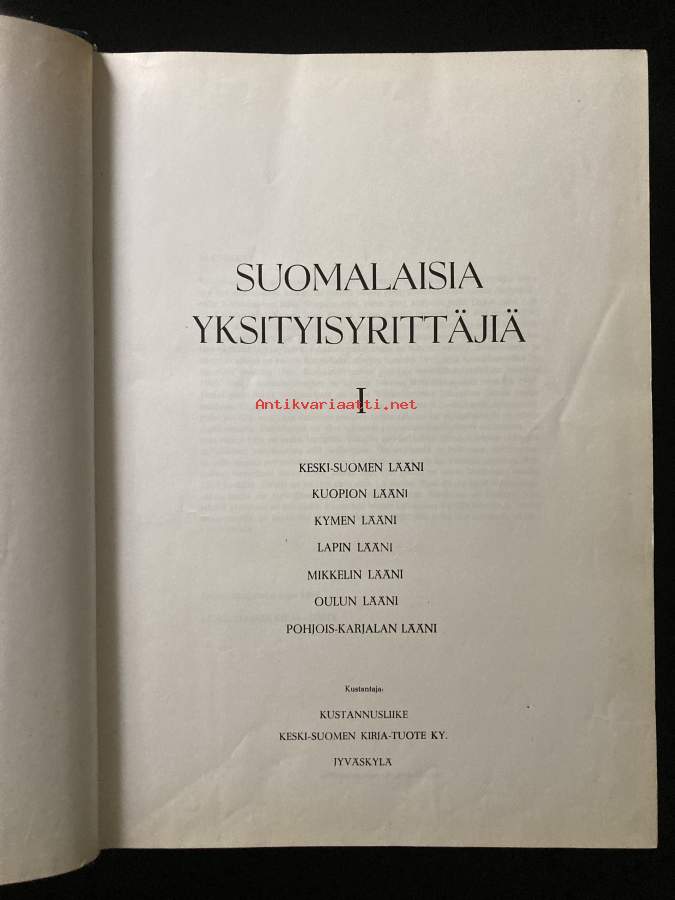 SUOMALAISIA
YKSITYISYRITTÄJIÄ
I
Antikvariaatti.net
KESKI-SUOMEN LÄÄNI
KUOPION LÄÄNI
KYMEN LÄÄNI
LAPIN LÄÄNI
MIKKELIN LÄÄNI
OULUN LÄÄNI
POHJOIS-KARJALAN LÄÄNI
Kustantaja:
KUSTANNUSLIIKE
KESKI-SUOMEN KIRJA-TUOTE KY.
JYVÄSKYLÄ